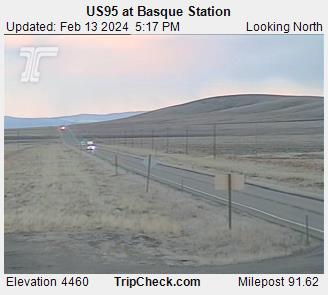 US95 at Basque Station
Updated: Feb 13 2024 5:17 PM Looking North
Elevation 4460 TripCheck.com Milepost 91.62